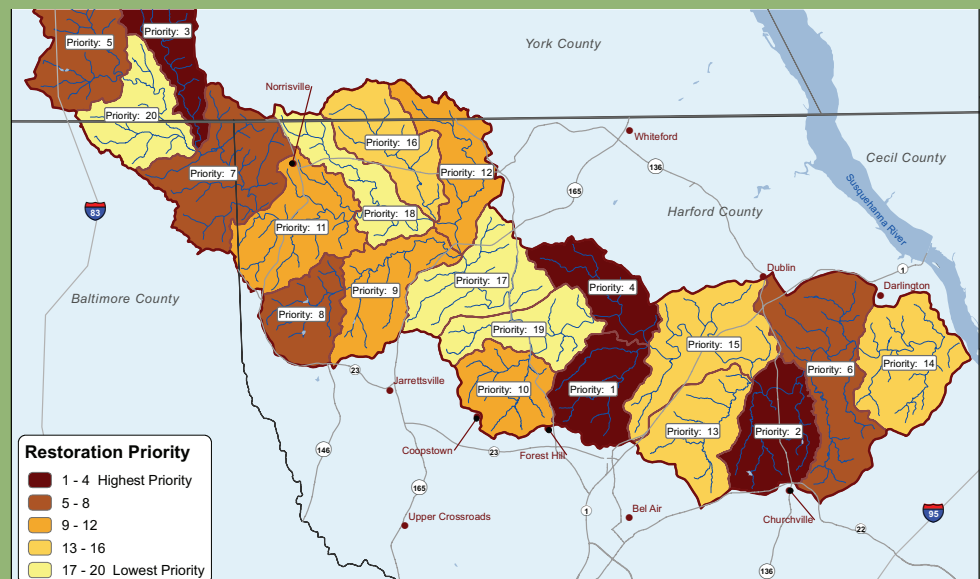 Priority: 3
Priority: 5
York County
Norrisville
Priority: 20
Whiteford
Priority: 16
Cecil County
136
Priority: 12
Priority: 7
165
83
Susquehanna River
Priority: 18
Harford County
Priority: 11
Dublin
1
Priority: 17
Darlington
Priority: 4
Priority: 9
Baltimore County
Priority: 8
Priority: 19
Priority: 15
Priority: 14
23
Priority: 6
Jarrettsville
Priority: 10
Priority: 1
Priority: 13
Priority: 2
146
Coopstown
23
Forest Hill
165
1
Upper Crossroads
Bel Air
Churchville
95
22
136
Restoration Priority
1 - 4 Highest Priority
5 - 8
9 - 12
13 - 16
17 - 20 Lowest Priority